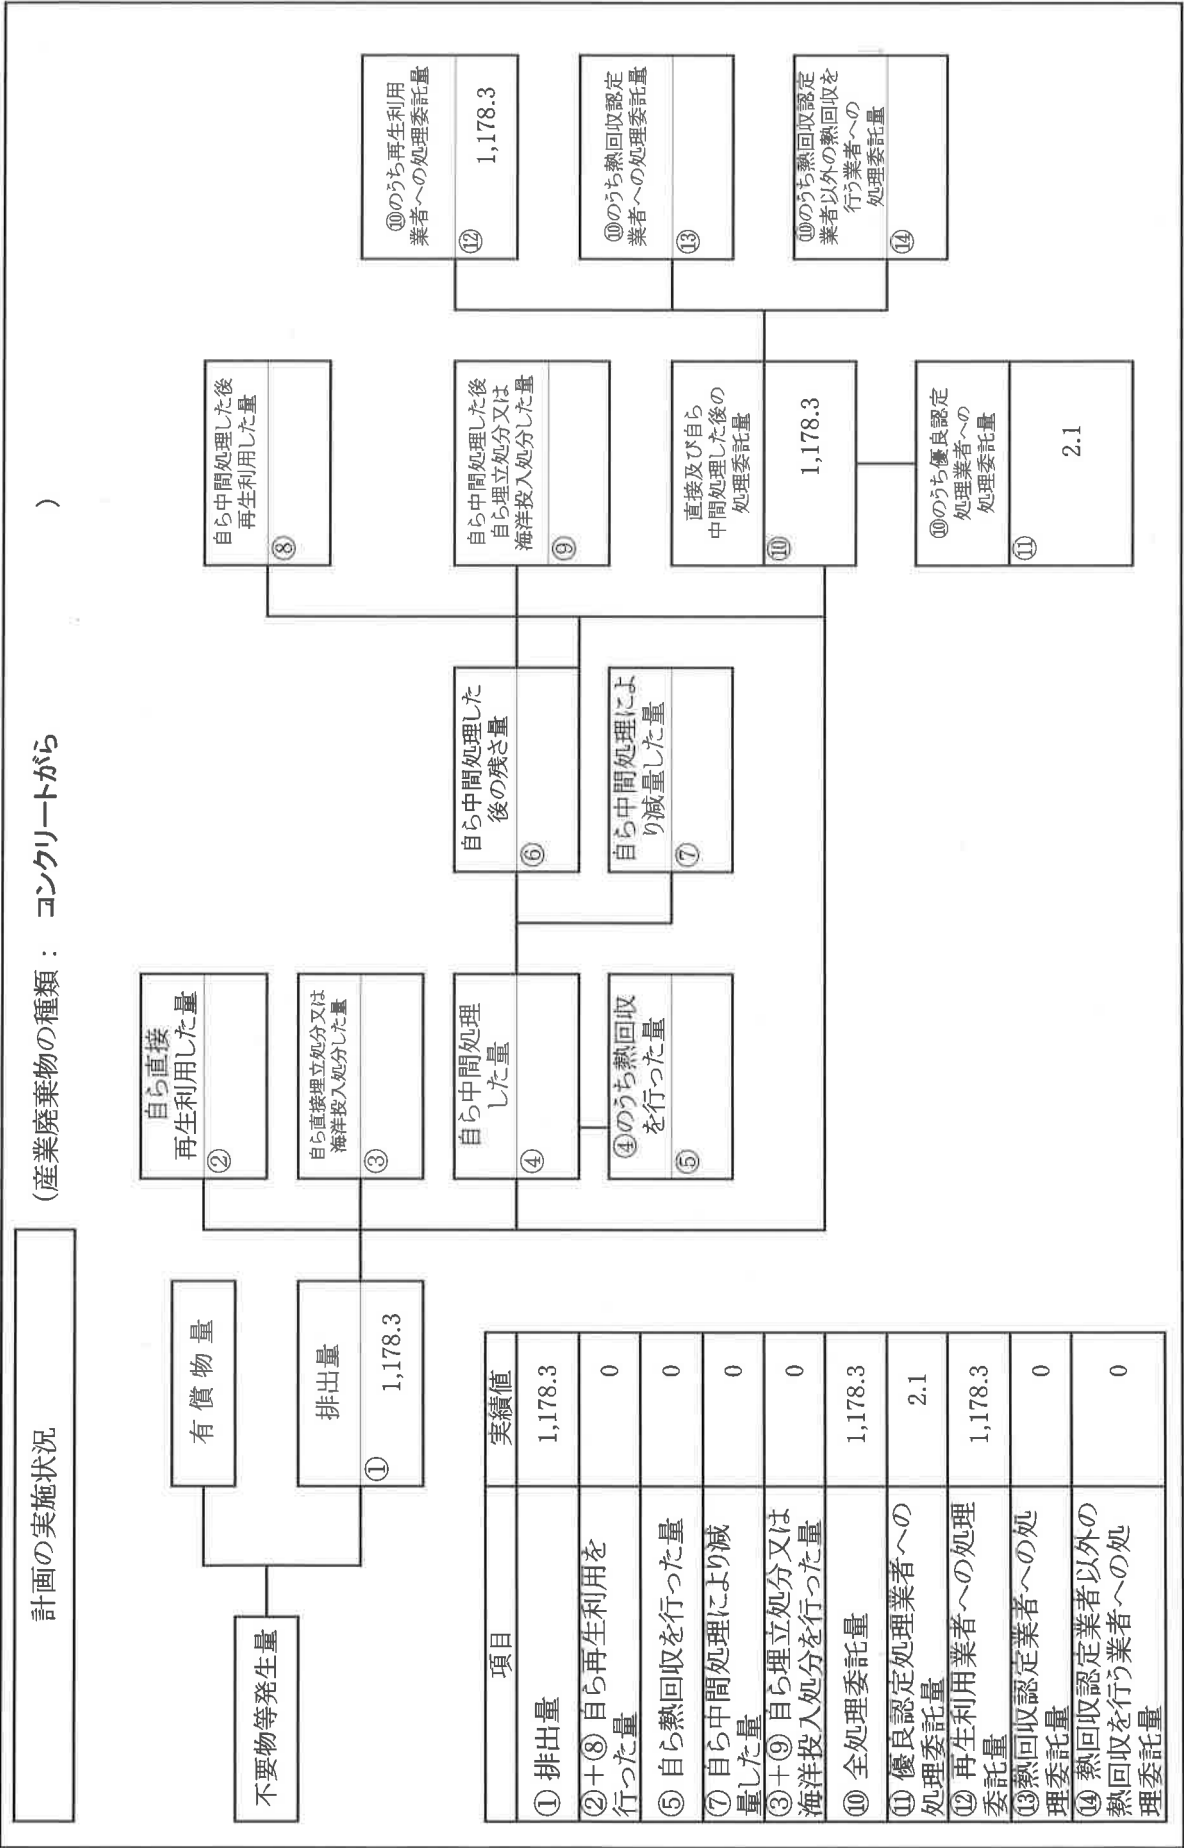 計画の実施状況
(産業廃棄物の種類： コンクリートがら )
不要物等発生量
有償物量
排出量
①
1,178.3
自ら直接
再生利用した量
②
自ら直接埋立処分又は
海洋投入処分した量
③
自ら中間処理
した量
④
④のうち熱回収
を行った量
⑤
自ら中間処理した
後の残さ量
⑥
自ら中間処理によ
り減量した量
⑦
自ら中間処理した後
再生利用した量
⑧
自ら中間処理した後
自ら埋立処分又は
海洋投入処分した量
⑨
直接及び自ら
中間処理した後の
処理委託量
⑩
1,178.3
⑩のうち優良認定
処理業者への
処理委託量
⑪
2.1
⑩のうち再生利用
業者への処理委託量
⑫
1,178.3
⑩のうち熱回収認定
業者への処理委託量
⑬
⑩のうち熱回収認定
業者以外の熱回収を
行う業者への
処理委託量
⑭
項目 実績値
① 排出量 1,178.3
②＋⑧ 自ら再生利用を
行った量 0
⑤ 自ら熱回収を行った量 0
⑦ 自ら中間処理により減
量した量 0
③＋⑨ 自ら埋立処分又は
海洋投入処分を行った量 0
⑩ 全処理委託量 1,178.3
⑪ 優良認定処理業者への
処理委託量 2.1
⑫ 再生利用業者への処理
委託量 1,178.3
⑬熱回収認定業者への処
理委託量 0
⑭ 熱回収認定業者以外の
熱回収を行う業者への処
理委託量 0